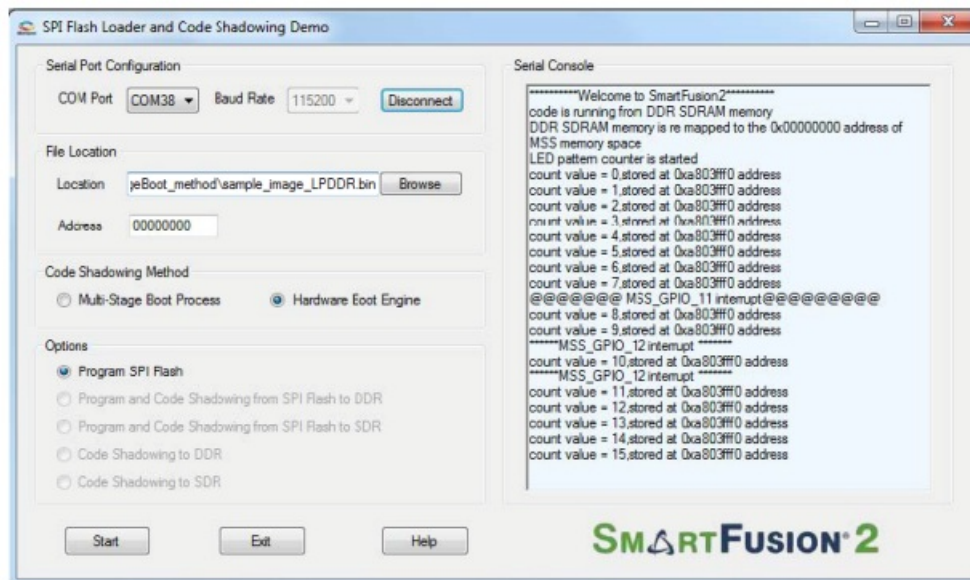 SPI Flash Loader and Code Shadowing Demo
Serial Port Configuration
COM Port COM38 Baud Rate 115200 Disconnect
File Location
Location ɟeBoot_method\sample_image_LPDDR.bin Browse
Address 00000000
Code Shadowing Method
Multi-Stage Boot Process Hardware Boot Engine
Options
Program SPI Flash
Program and Code Shadowing from SPI Flash to DDR
Program and Code Shadowing from SPI Flash to SDR
Code Shadowing to DDR
Code Shadowing to SDR
Start Exit Help
Serial Console
**********Welcome to SmartFusion2**********
code is running from DDR SDRAM memory
DDR SDRAM memory is re mapped to the 0x00000000 address of
MSS memory space
LED pattern counter is started
count value = 0,stored at 0xa803fff0 address
count value = 1,stored at 0xa803fff0 address
count value = 2,stored at 0xa803fff0 address
count value = 3,stored at 0xa803fff0 address
count value = 4,stored at 0xa803fff0 address
count value = 5,stored at 0xa803fff0 address
count value = 6,stored at 0xa803fff0 address
count value = 7,stored at 0xa803fff0 address
@@@@@@@ MSS_GPIO_11 interrupt@@@@@@@@@
count value = 8,stored at 0xa803fff0 address
count value = 9,stored at 0xa803fff0 address
*******MSS_GPIO_12 interrupt *******
count value = 10,stored at 0xa803fff0 address
*******MSS_GPIO_12 interrupt *******
count value = 11,stored at 0xa803fff0 address
count value = 12,stored at 0xa803fff0 address
count value = 13,stored at 0xa803fff0 address
count value = 14,stored at 0xa803fff0 address
count value = 15,stored at 0xa803fff0 address
SMARTFUSION® 2